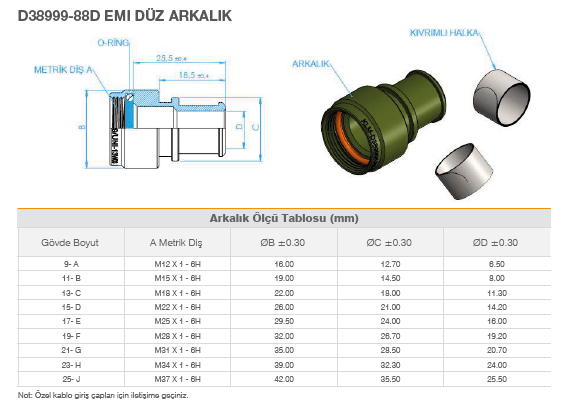 D38999-88D EMI DÜZ ARKALIK
O-RING
METRİK DİŞ A
25,5 ±0,4
18,5 ±0,4
B
D
C
KIVRIMLI HALKA
ARKALIK
Arkalık Ölçü Tablosu (mm)
Gövde Boyut A Metrik Diş ØB ±0.30 ØC ±0.30 ØD ±0.30
9- A M12 X 1 - 6H 16.00 12.70 6.50
11- B M15 X 1 - 6H 19.00 14.50 8.00
13- C M18 X 1 - 6H 22.00 18.00 11.30
15- D M22 X 1 - 6H 26.00 21.00 14.20
17- E M25 X 1 - 6H 29.50 24.00 16.00
19- F M28 X 1 - 6H 32.00 26.70 19.20
21- G M31 X 1 - 6H 35.00 28.50 20.70
23- H M34 X 1 - 6H 39.00 32.30 24.00
25- J M37 X 1 - 6H 42.00 35.50 25.50
Not: Özel kablo giriş çapları için iletişime geçiniz.